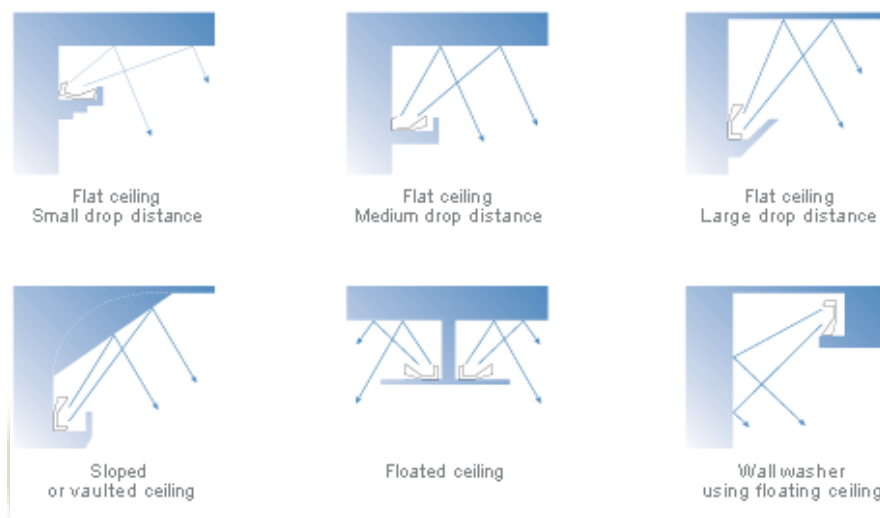 Flat ceiling
Small drop distance
Flat ceiling
Medium drop distance
Flat ceiling
Large drop distance
Sloped
or vaulted ceiling
Floated ceiling
Wall washer
using floating ceiling